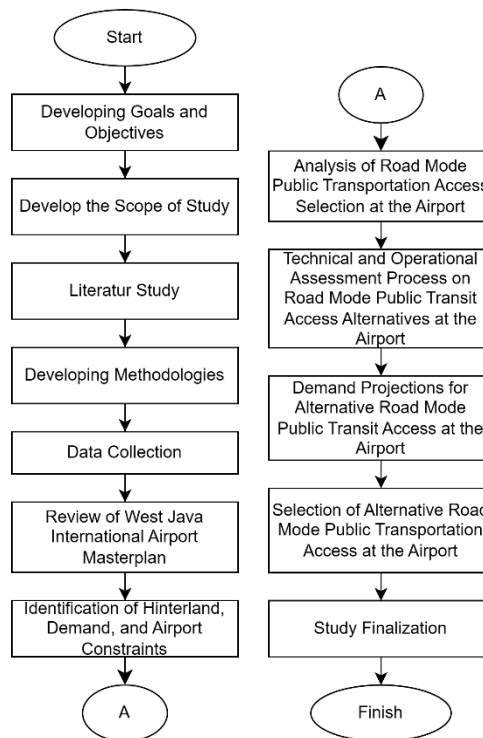 Start
Developing Goals and
Objectives
Develop the Scope of Study
Literatur Study
Developing Methodologies
Data Collection
Review of West Java
International Airport
Masterplan
Identification of Hinterland,
Demand, and Airport
Constraints
A
A
Analysis of Road Mode
Public Transportation Access
Selection at the Airport
Technical and Operational
Assessment Process on
Road Mode Public Transit
Access Alternatives at the
Airport
Demand Projections for
Alternative Road Mode
Public Transit Access at the
Airport
Selection of Alternative Road
Mode Public Transportation
Access at the Airport
Study Finalization
Finish